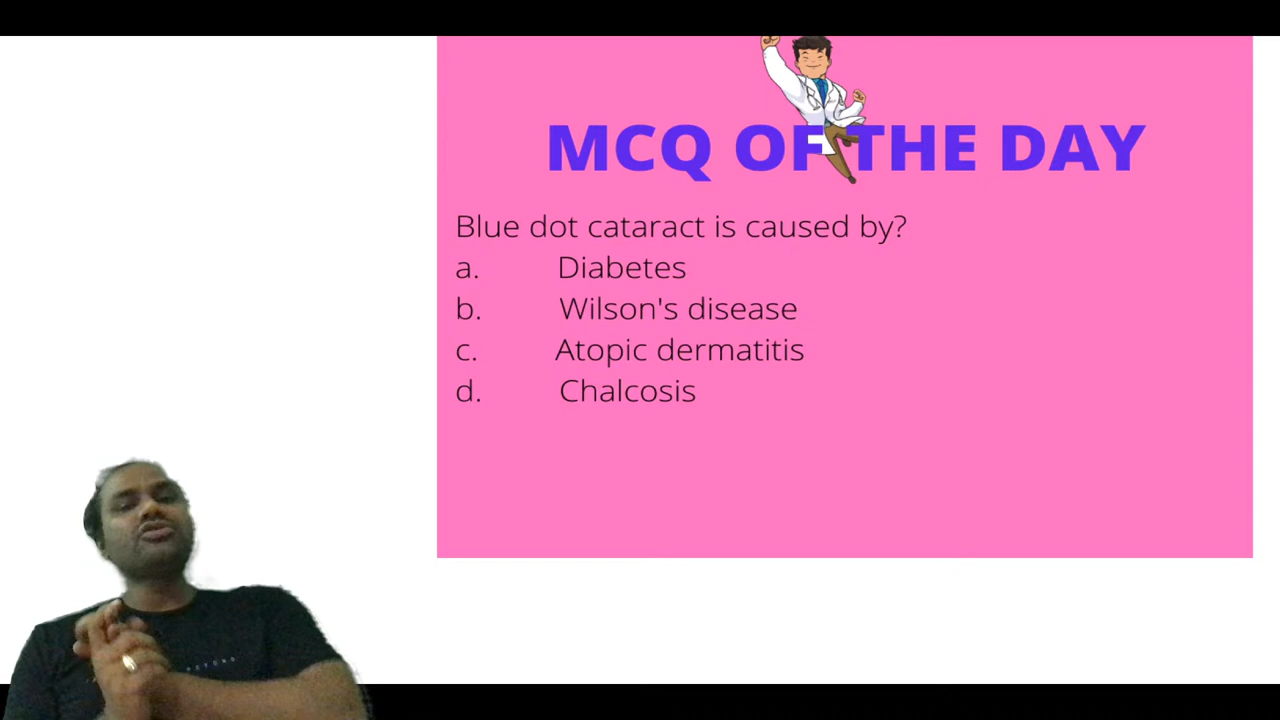 MCQ OF THE DAY
Blue dot cataract is caused by?
a. Diabetes
b. Wilson's disease
c. Atopic dermatitis
d. Chalcosis